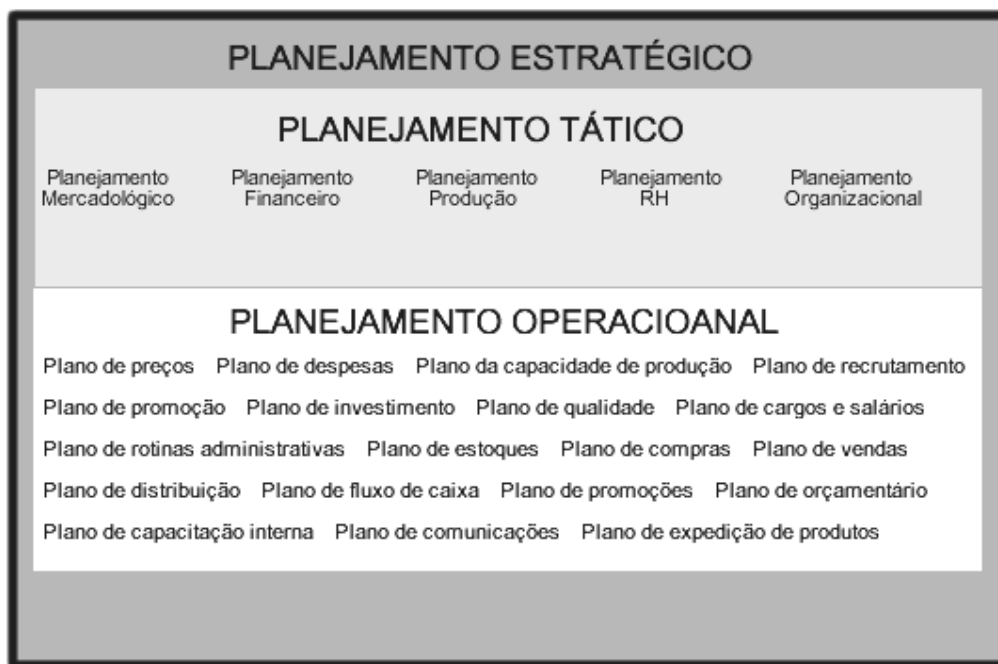 PLANEJAMENTO ESTRATÉGICO
PLANEJAMENTO TÁTICO
Planejamento Mercadológico
Planejamento Financeiro
Planejamento Produção
Planejamento RH
Planejamento Organizacional
PLANEJAMENTO OPERACIOANAL
Plano de preços Plano de despesas Plano da capacidade de produção Plano de recrutamento
Plano de promoção Plano de investimento Plano de qualidade Plano de cargos e salários
Plano de rotinas administrativas Plano de estoques Plano de compras Plano de vendas
Plano de distribuição Plano de fluxo de caixa Plano de promoções Plano de orçamentário
Plano de capacitação interna Plano de comunicações Plano de expedição de produtos